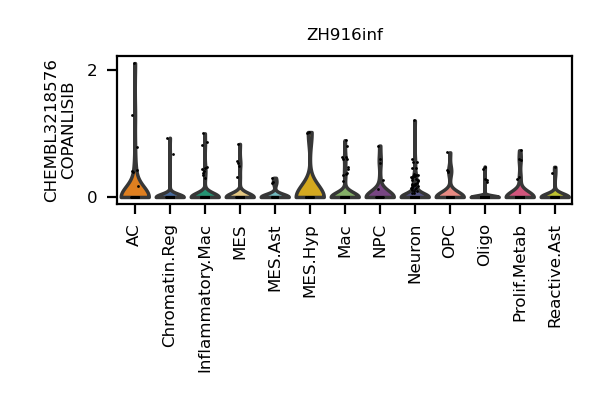 ZH916inf
CHEMBL3218576
COPANLISIB
2
0
AC
Chromatin.Reg
Inflammatory.Mac
MES
MES.Ast
MES.Hyp
Mac
NPC
Neuron
OPC
Oligo
Prolif.Metab
Reactive.Ast